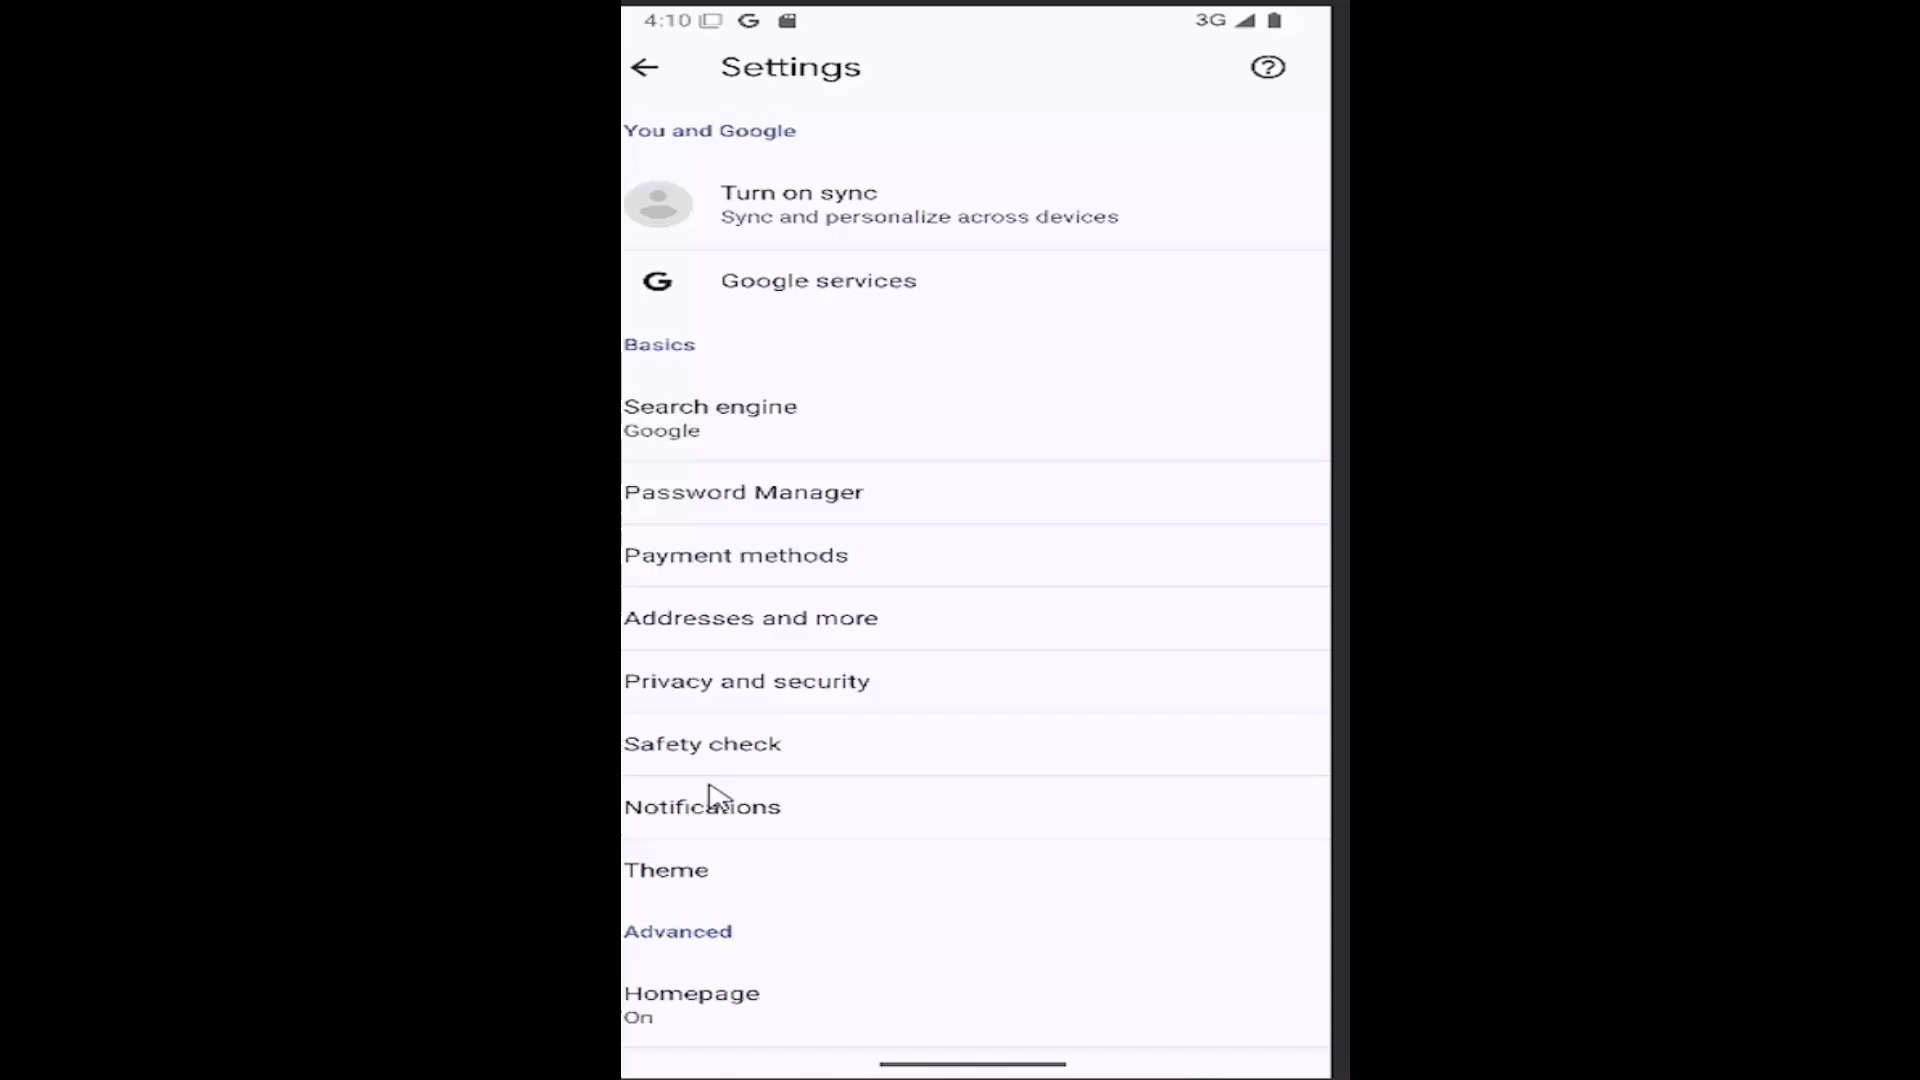 4:10
3G
Settings
You and Google
Turn on sync
Sync and personalize across devices
Google services
Basics
Search engine
Google
Password Manager
Payment methods
Addresses and more
Privacy and security
Safety check
Notifications
Theme
Advanced
Homepage
On